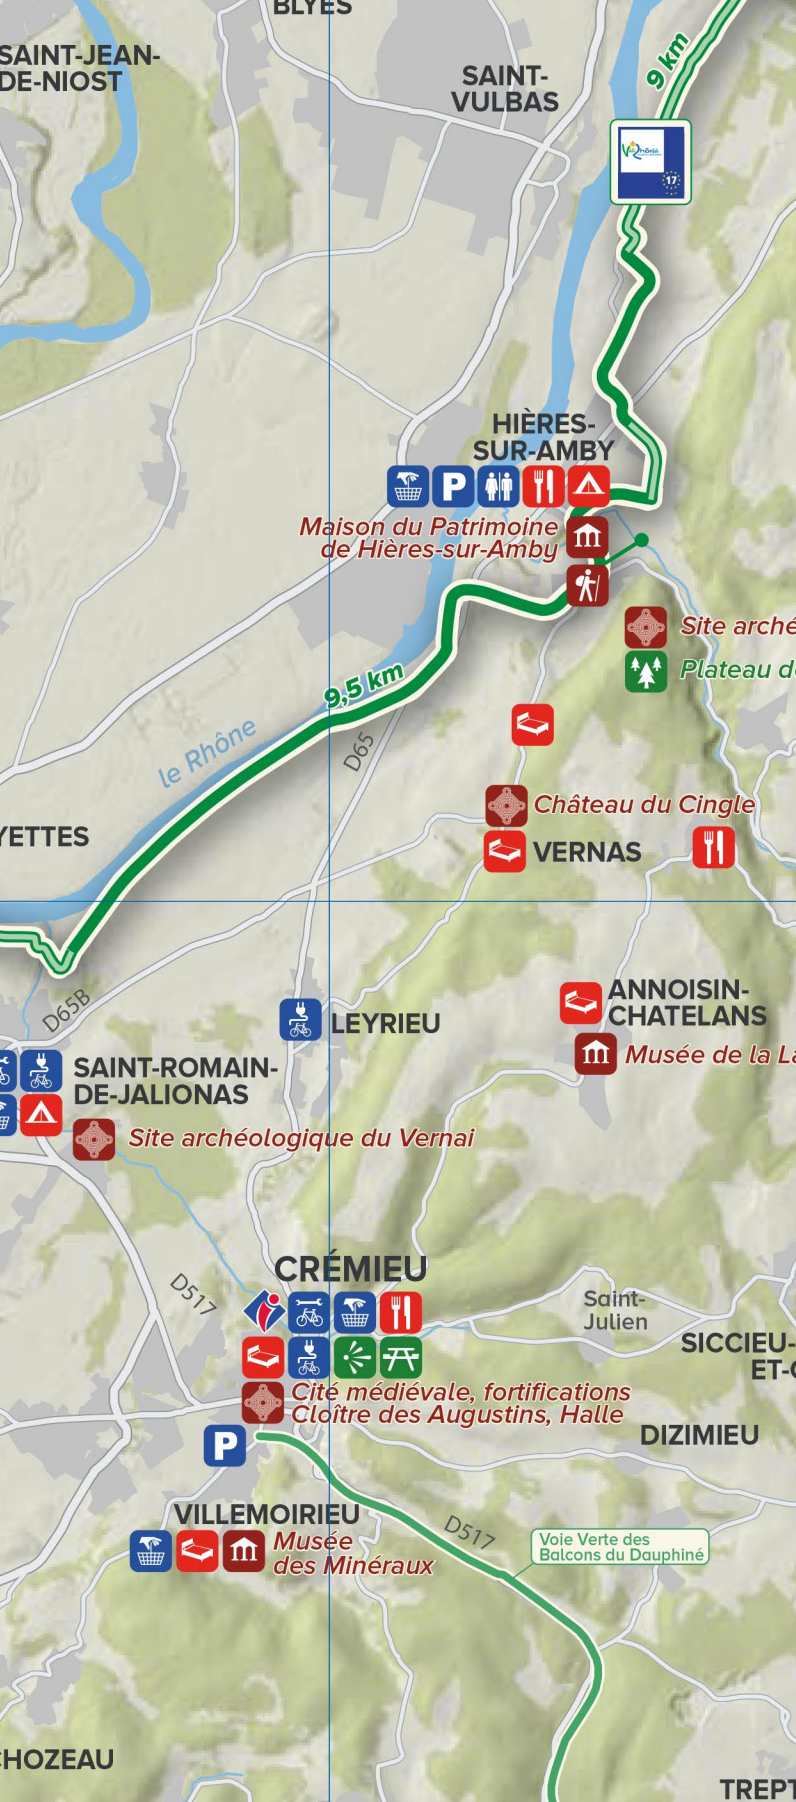 BLYES
SAINT-JEAN-
DE-NIOST
9 km
SAINT-
VULBAS
ViaRhôna
17
HIÈRES-
SUR-AMBY
P
Maison du Patrimoine
de Hières-sur-Amby
Site arché
Plateau d
9,5 km
le Rhône
D65
Château du Cingle
YETTES
VERNAS
D65B
ANNOISIN-
CHATELANS
LEYRIEU
Musée de la La
SAINT-ROMAIN-
DE-JALIONAS
Site archéologique du Vernai
CRÉMIEU
D517
Saint-
Julien
SICCIEU-
ET-
Cité médiévale, fortifications
Cloître des Augustins, Halle
P
DIZIMIEU
VILLEMOIRIEU
D517
Musée
des Minéraux
Voie Verte des
Balcons du Dauphiné
CHOZEAU
TREPT